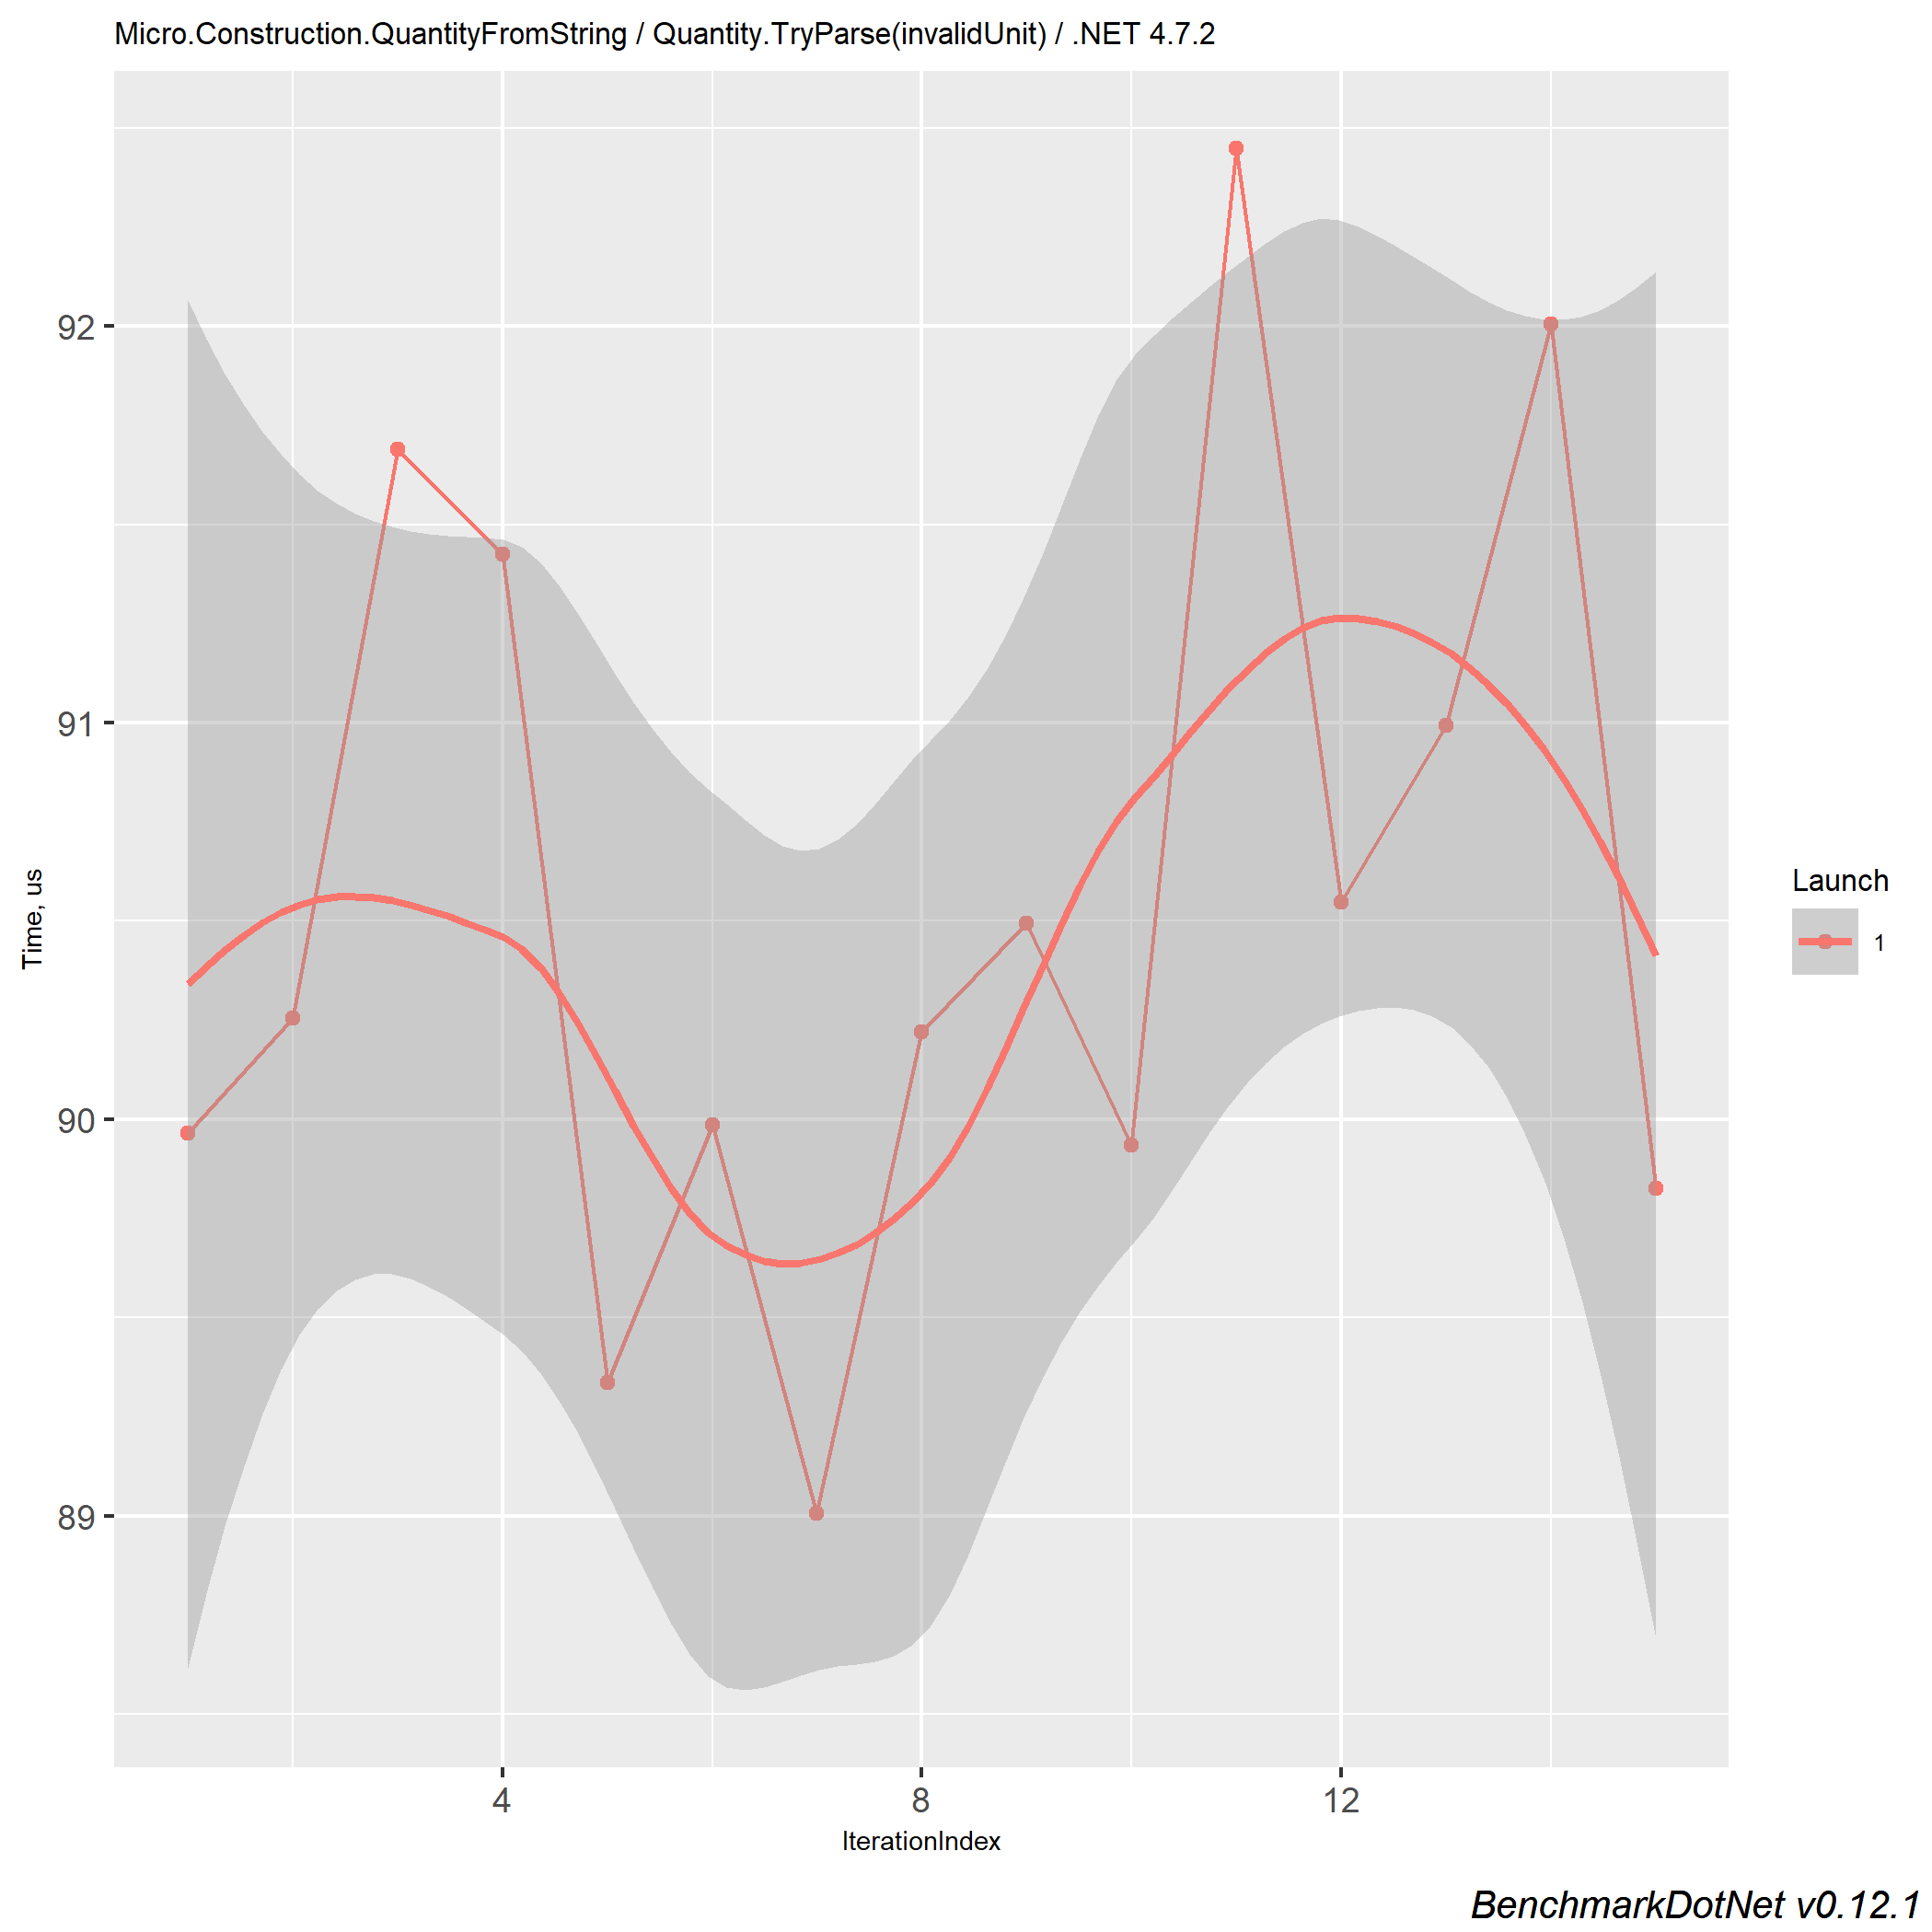 Micro.Construction.QuantityFromString / Quantity.TryParse(invalidUnit) / .NET 4.7.2
92
91
90
89
Time, us
4
8
12
IterationIndex
Launch
1
BenchmarkDotNet v0.12.1